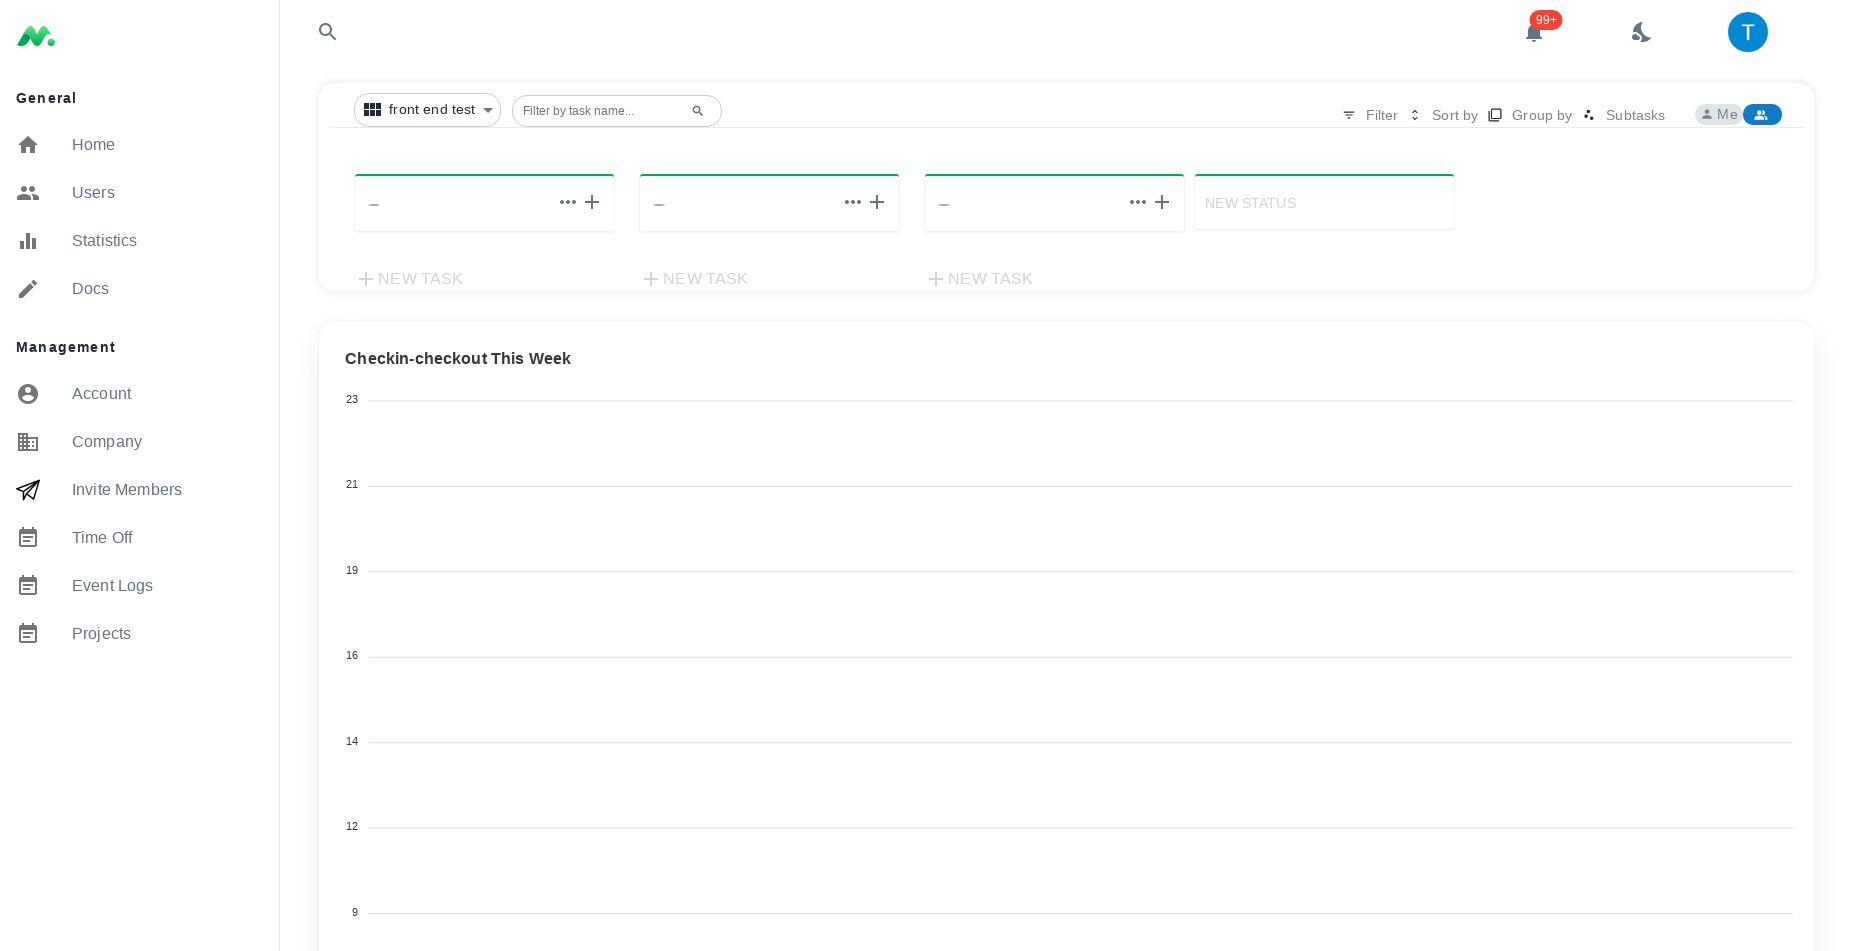 99+
T
General
Home
Users
Statistics
Docs
Management
Account
Company
Invite Members
Time Off
Event Logs
Projects
front end test
Filter by task name...
Filter
Sort by
Group by
Subtasks
Me
NEW STATUS
NEW TASK
NEW TASK
NEW TASK
Checkin-checkout This Week
23
21
19
16
14
12
9